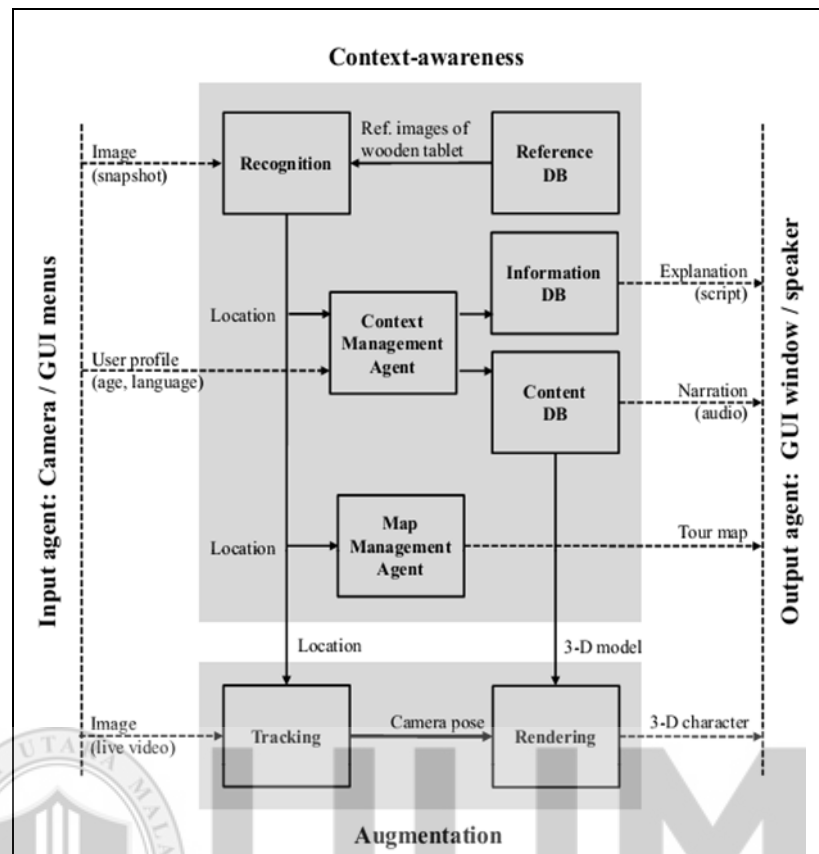 Context-awareness
Input agent: Camera / GUI menus
Output agent: GUI window / speaker
Image
(snapshot)
Recognition
Ref. images of
wooden tablet
Reference
DB
Information
DB
Explanation
(script)
Location
Context
Management
Agent
User profile
(age, language)
Content
DB
Narration
(audio)
Location
Map
Management
Agent
Tour map
Location
3-D model
Image
(live video)
Tracking
Camera pose
Rendering
3-D character
Augmentation
UTARA MALA
UUM